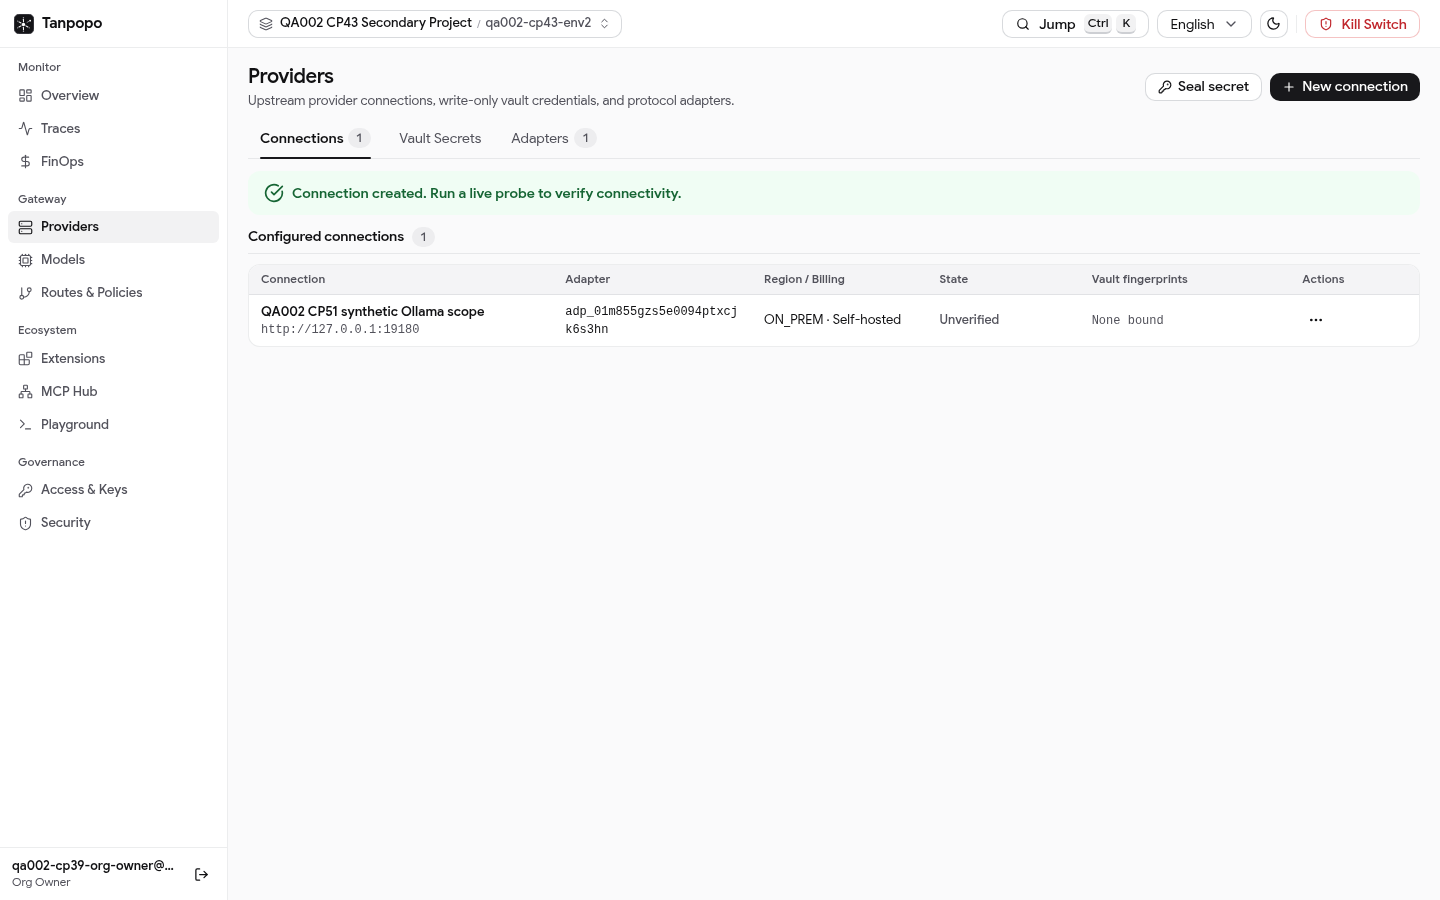 Tanpopo
QA002 CP43 Secondary Project / qa002-cp43-env2
Jump Ctrl K
English
Kill Switch
Monitor
Overview
Traces
FinOps
Gateway
Providers
Models
Routes & Policies
Ecosystem
Extensions
MCP Hub
Playground
Governance
Access & Keys
Security
qa002-cp39-org-owner@...
Org Owner
Providers
Upstream provider connections, write-only vault credentials, and protocol adapters.
Seal secret
New connection
Connections 1
Vault Secrets
Adapters 1
Connection created. Run a live probe to verify connectivity.
Configured connections 1
Connection Adapter Region / Billing State Vault fingerprints Actions
QA002 CP51 synthetic Ollama scope
http://127.0.0.1:19180
adp_01m855gzs5e0094ptxcj
k6s3hn
ON_PREM · Self-hosted
Unverified
None bound